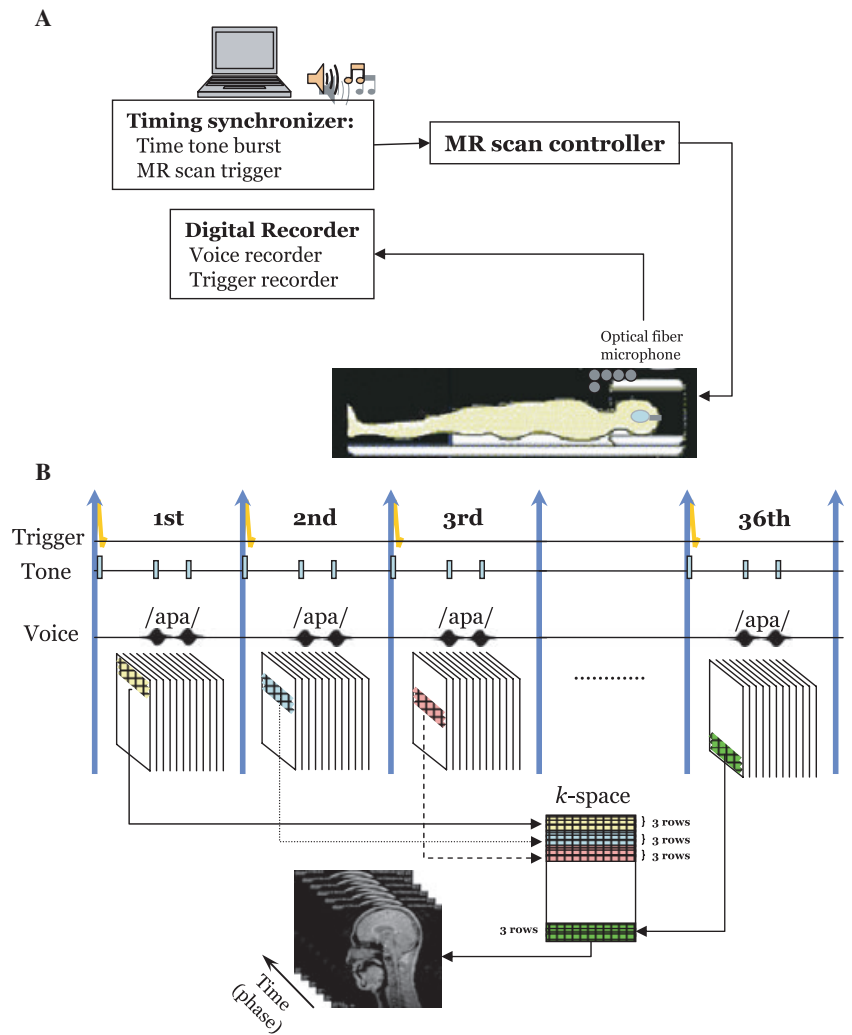 A
Timing synchronizer:
Time tone burst
MR scan trigger
MR scan controller
Digital Recorder
Voice recorder
Trigger recorder
Optical fiber
microphone
B
1st 2nd 3rd 36th
Trigger
Tone
/apa/ /apa/ /apa/ /apa/
Voice
............
k-space
} 3 rows
} 3 rows
} 3 rows
3 rows
Time
(phase)